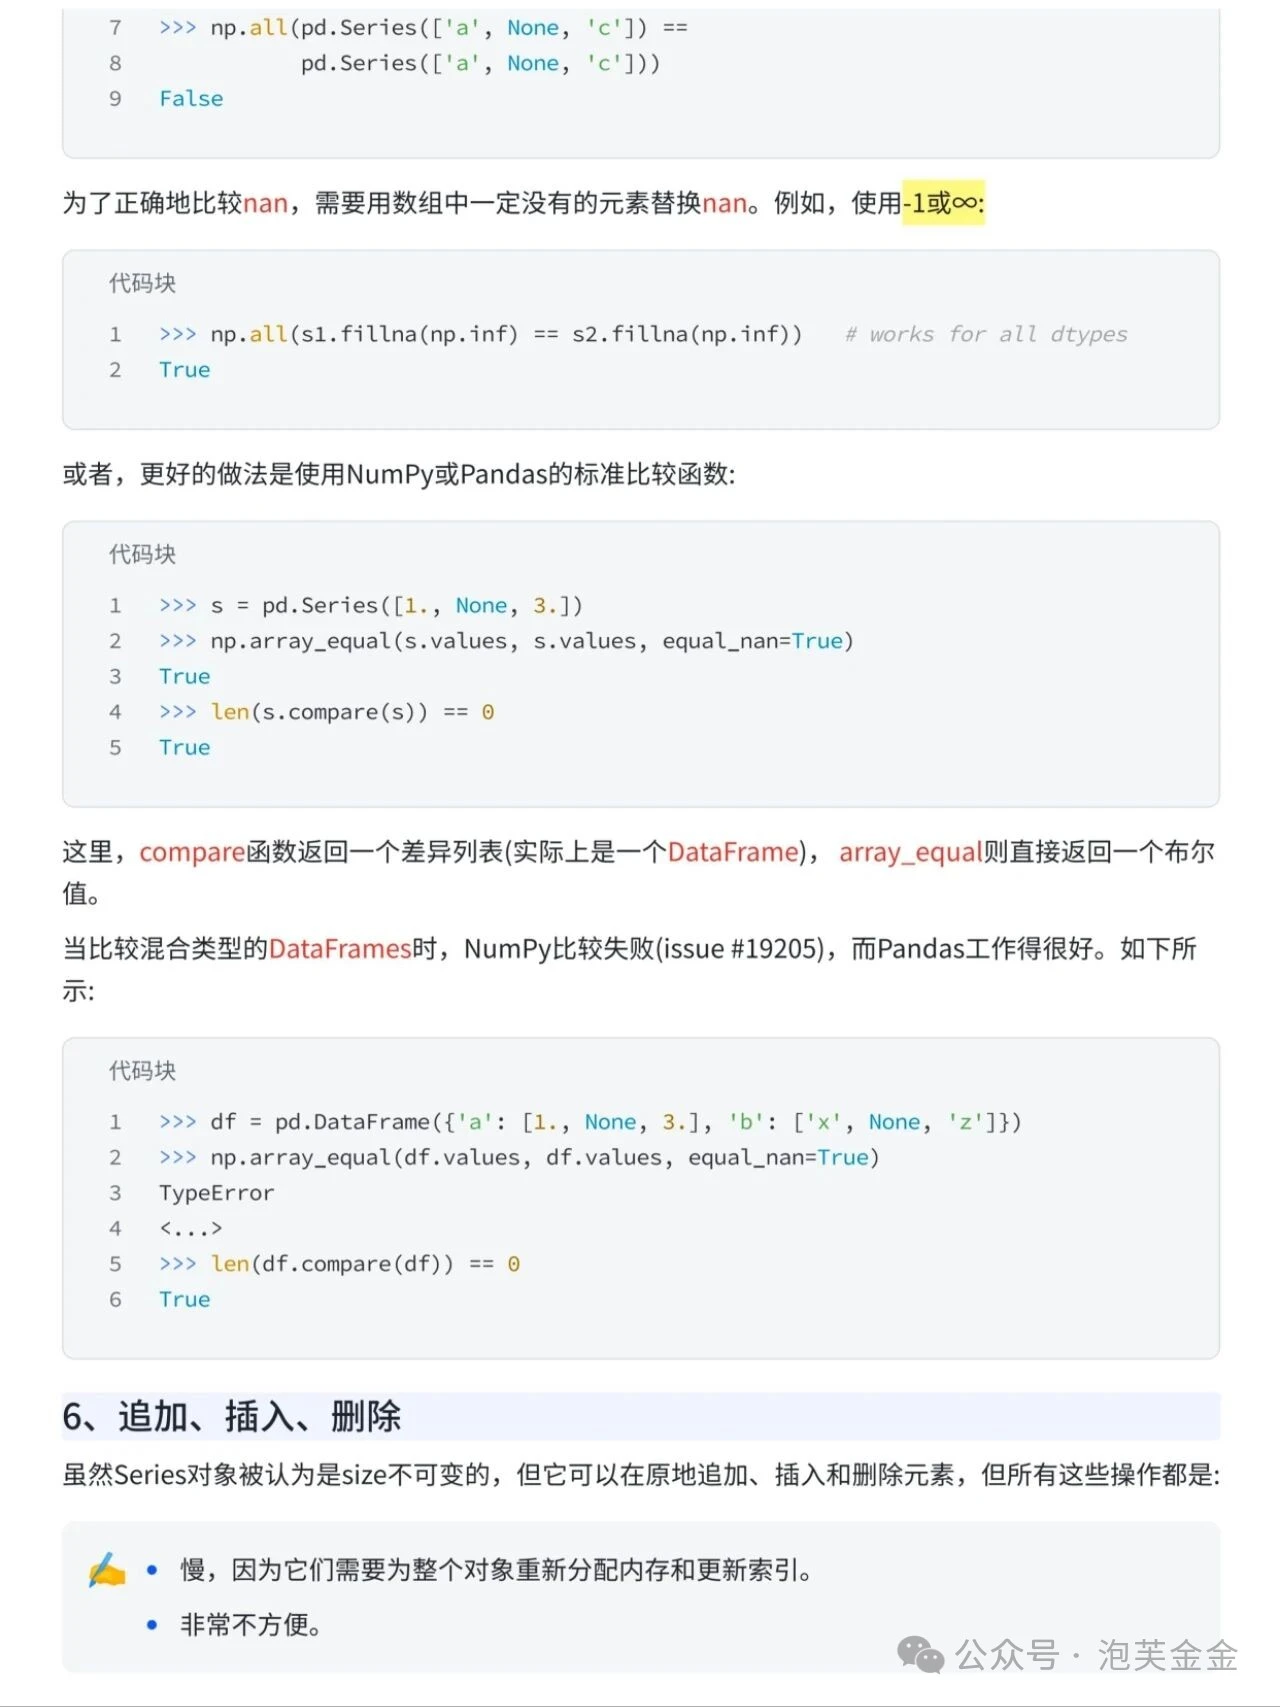 7 >>> np.all(pd.Series(['a', None, 'c']) ==
8 pd.Series(['a', None, 'c']))
9 False
为了正确地比较nan，需要用数组中一定没有的元素替换nan。例如，使用-1或∞:
代码块
1 >>> np.all(s1.fillna(np.inf) == s2.fillna(np.inf)) # works for all dtypes
2 True
或者，更好的做法是使用NumPy或Pandas的标准比较函数:
代码块
1 >>> s = pd.Series([1., None, 3.])
2 >>> np.array_equal(s.values, s.values, equal_nan=True)
3 True
4 >>> len(s.compare(s)) == 0
5 True
这里，compare函数返回一个差异列表(实际上是一个DataFrame)， array_equal则直接返回一个布尔
值。
当比较混合类型的DataFrames时，NumPy比较失败(issue #19205)，而Pandas工作得很好。如下所
示:
代码块
1 >>> df = pd.DataFrame({'a': [1., None, 3.], 'b': ['x', None, 'z']})
2 >>> np.array_equal(df.values, df.values, equal_nan=True)
3 TypeError
4 <...>
5 >>> len(df.compare(df)) == 0
6 True
6、追加、插入、删除
虽然Series对象被认为是size不可变的，但它可以在原地追加、插入和删除元素，但所有这些操作都是:
• 慢，因为它们需要为整个对象重新分配内存和更新索引。
• 非常不方便。
公众号 · 泡芙金金